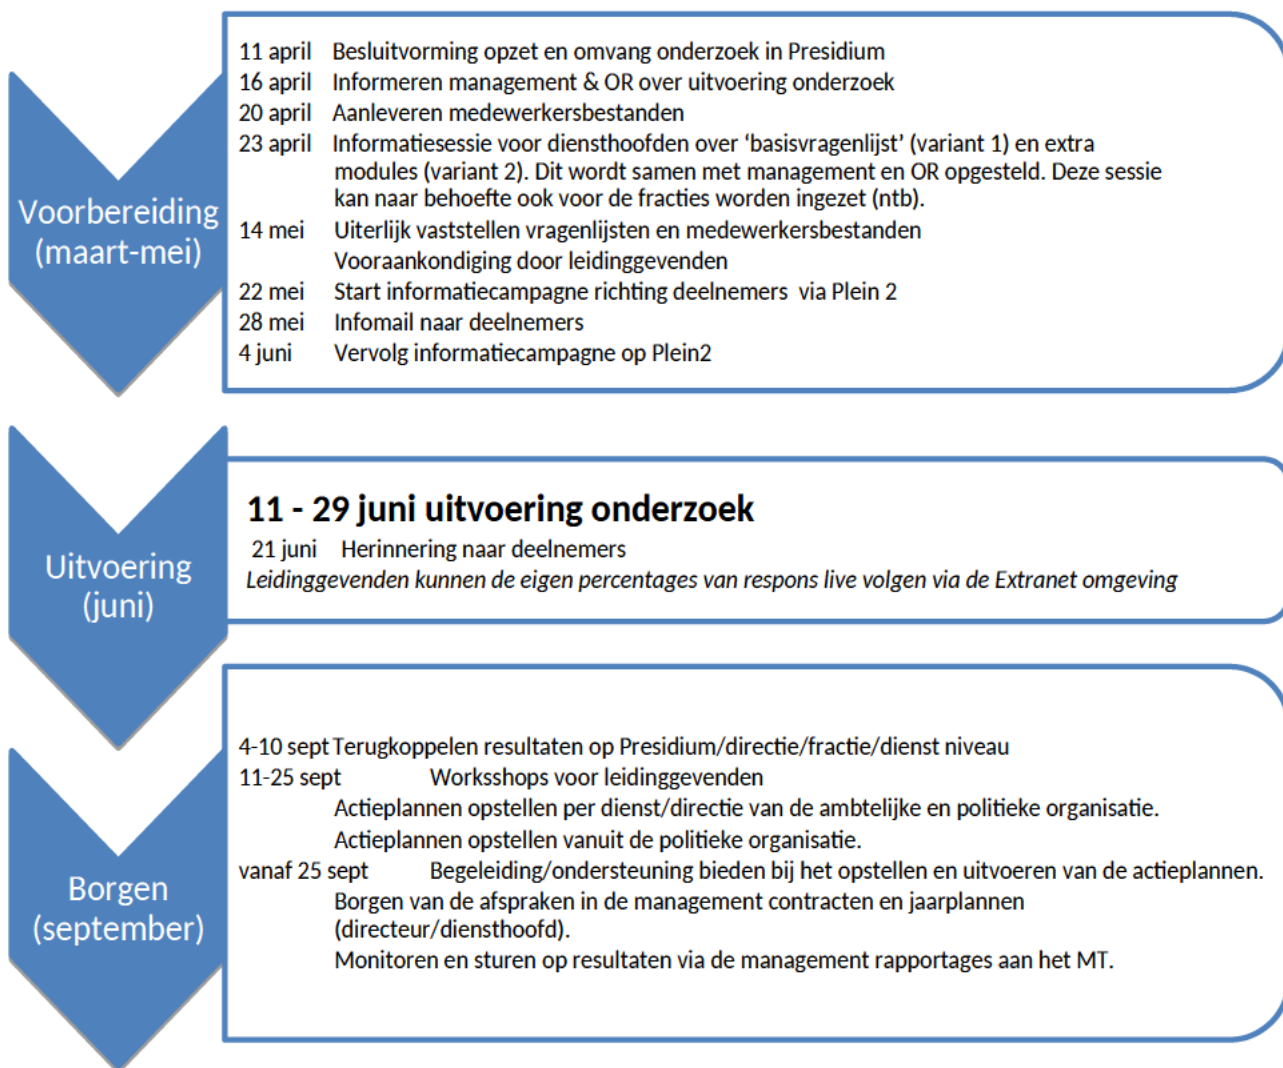 Voorbereiding
(maart-mei)
11 april Besluitvorming opzet en omvang onderzoek in Presidium
16 april Informeren management & OR over uitvoering onderzoek
20 april Aanleveren medewerkersbestanden
23 april Informatiesessie voor diensthoofden over ‘basisvragenlijst’ (variant 1) en extra
modules (variant 2). Dit wordt samen met management en OR opgesteld. Deze sessie
kan naar behoefte ook voor de fracties worden ingezet (ntb).
14 mei Uiterlijk vaststellen vragenlijsten en medewerkersbestanden
Vooraankondiging door leidinggevenden
22 mei Start informatiecampagne richting deelnemers via Plein 2
28 mei Infomail naar deelnemers
4 juni Vervolg informatiecampagne op Plein2
Uitvoering
(juni)
11 - 29 juni uitvoering onderzoek
21 juni Herinnering naar deelnemers
Leidinggevenden kunnen de eigen percentages van respons live volgen via de Extranet omgeving
Borgen
(september)
4-10 sept Terugkoppelen resultaten op Presidium/directie/fractie/dienst niveau
11-25 sept Worksshops voor leidinggevenden
Actieplannen opstellen per dienst/directie van de ambtelijke en politieke organisatie.
Actieplannen opstellen vanuit de politieke organisatie.
vanaf 25 sept Begeleiding/ondersteuning bieden bij het opstellen en uitvoeren van de actieplannen.
Borgen van de afspraken in de management contracten en jaarplannen
(directeur/diensthoofd).
Monitoren en sturen op resultaten via de management rapportages aan het MT.